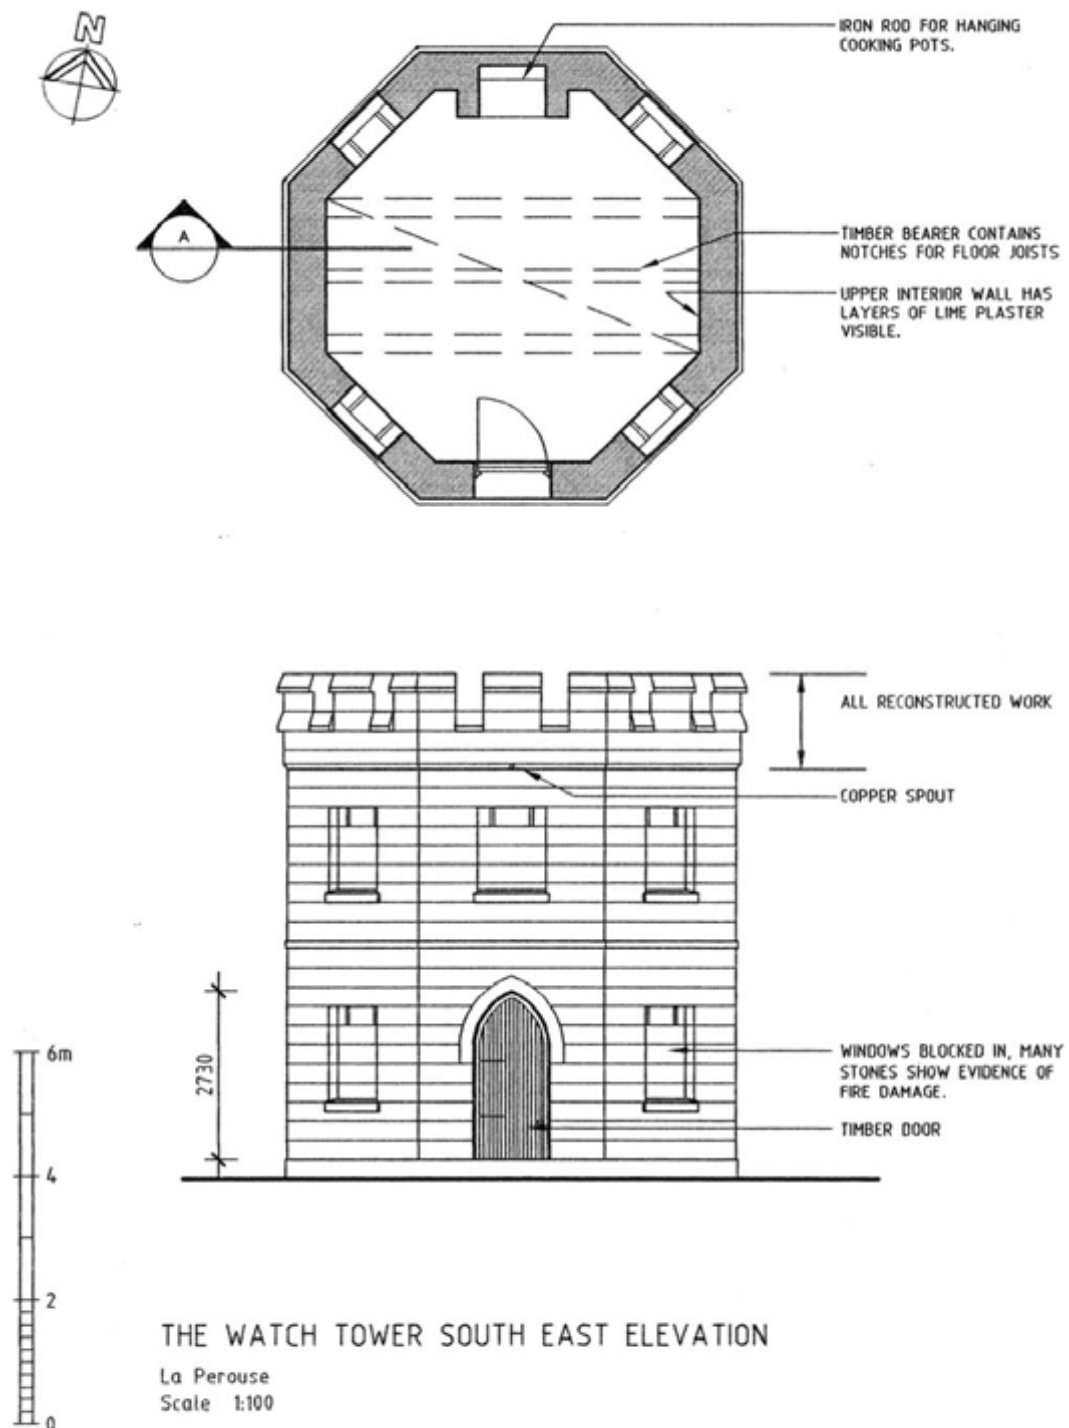 N
IRON ROD FOR HANGING
COOKING POTS.
A
TIMBER BEARER CONTAINS
NOTCHES FOR FLOOR JOISTS
UPPER INTERIOR WALL HAS
LAYERS OF LIME PLASTER
VISIBLE.
ALL RECONSTRUCTED WORK
COPPER SPOUT
2730
WINDOWS BLOCKED IN, MANY
STONES SHOW EVIDENCE OF
FIRE DAMAGE.
TIMBER DOOR
6m
4
2
0
THE WATCH TOWER SOUTH EAST ELEVATION
La Perouse
Scale 1:100